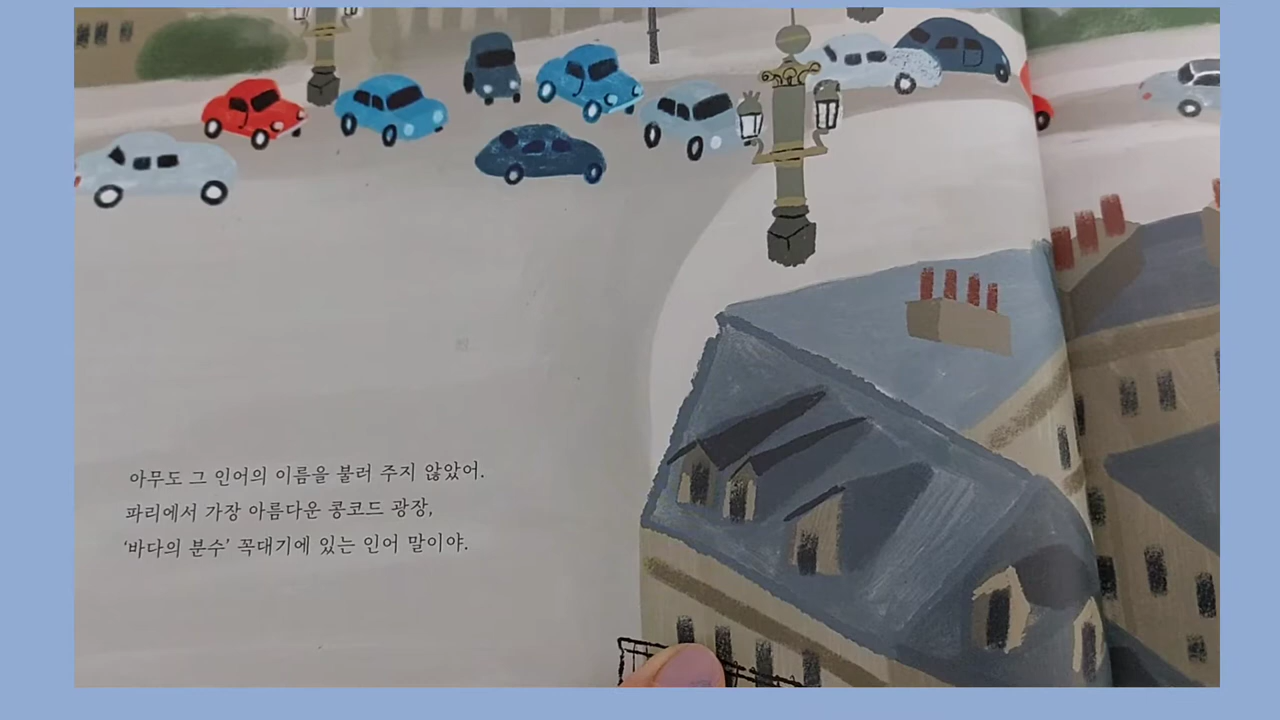 아무도 그 인어의 이름을 불러 주지 않았어.
파리에서 가장 아름다운 콩코드 광장,
‘바다의 분수’ 꼭대기에 있는 인어 말이야.